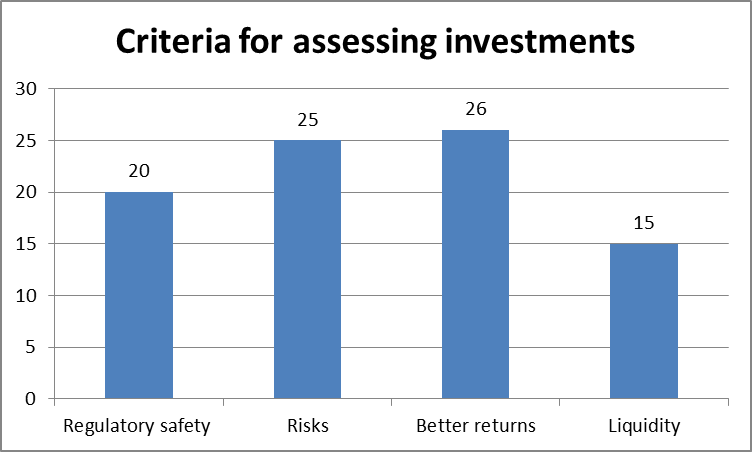 Criteria for assessing investments
30
25
20
15
10
5
0
20
25
26
15
Regulatory safety
Risks
Better returns
Liquidity